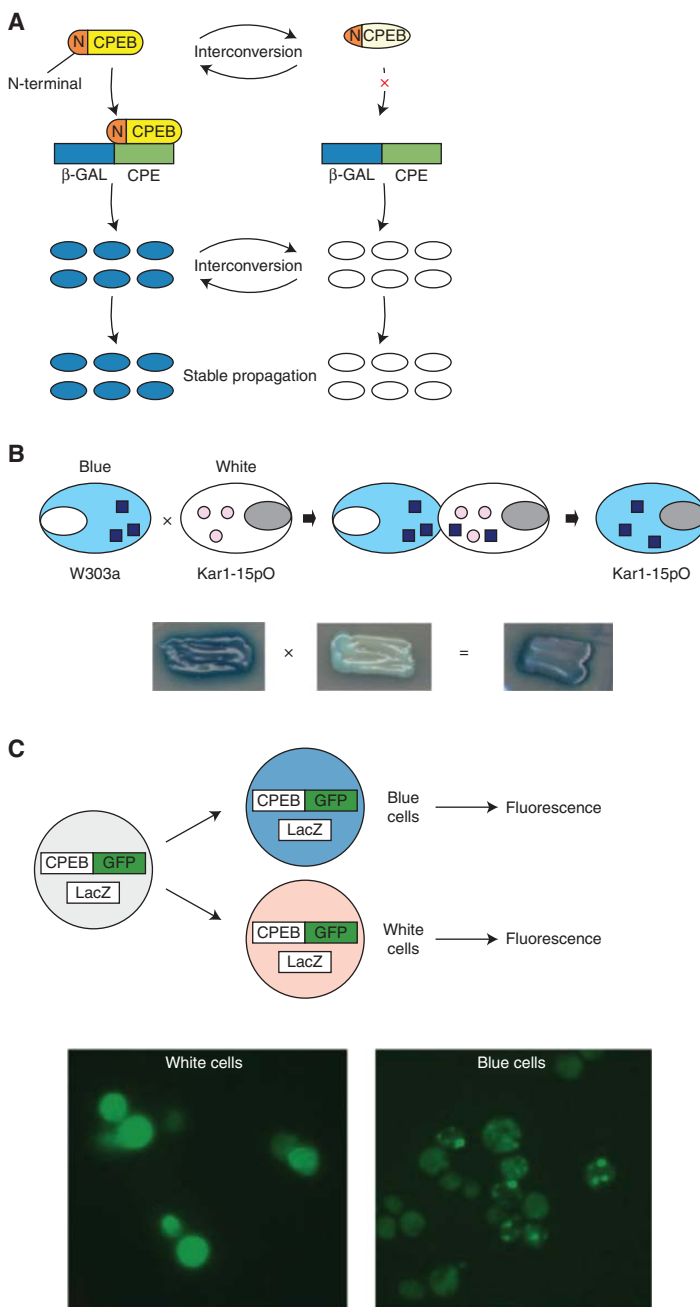 A
N CPEB
Interconversion
N CPEB
N-terminal
×
N CPEB
β-GAL CPE
β-GAL CPE
Interconversion
Stable propagation
B
Blue White
×
W303a Kar1-15pO Kar1-15pO
× =
C
CPEB GFP
LacZ
Blue
cells
Fluorescence
CPEB GFP
LacZ
CPEB GFP
LacZ
White
cells
Fluorescence
White cells Blue cells